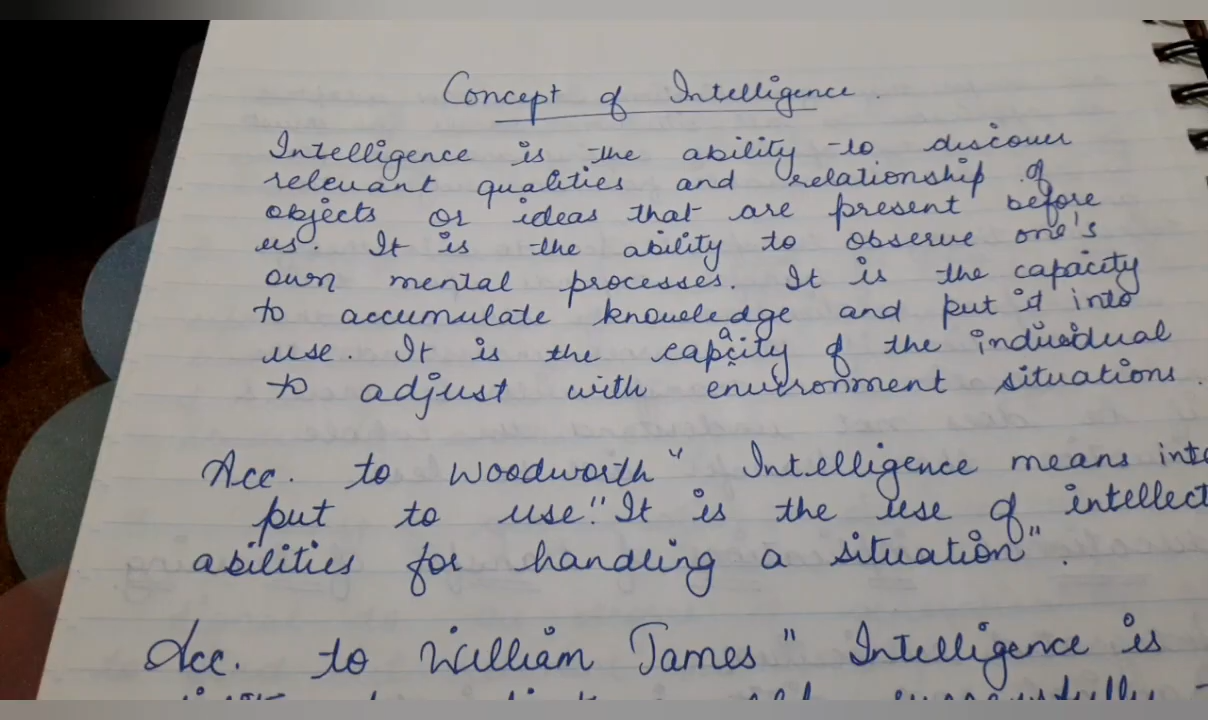 Concept of Intelligence.
Intelligence is the ability to discover
relevant qualities and relationship of
objects or ideas that are present before
us. It is the ability to observe one's
own mental processes. It is the capacity
to accumulate knowledge and put it into
use. It is the capacity of the individual
to adjust with environment situations.
Acc. to Woodworth " Intelligence means
put to use." It is the use of intellect
abilities for handling a situation".
Acc. to William James " Intelligence is
successfully